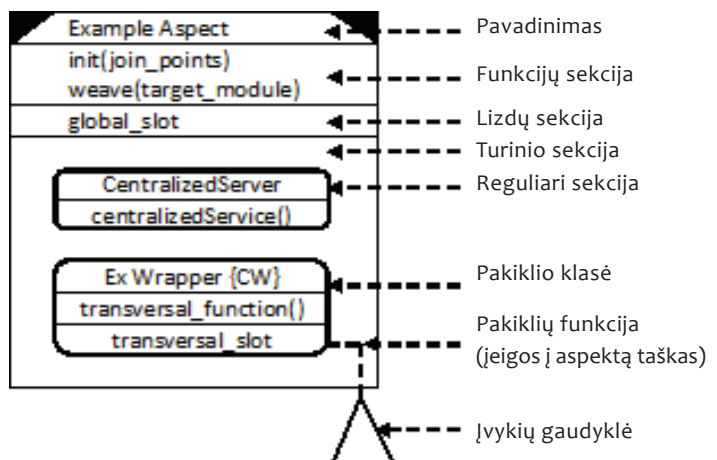 Example Aspect
Pavadinimas
init(join_points)
weave(target_module)
Funkcijų sekcija
global_slot
Lizdų sekcija
Turinio sekcija
CentralizedServer
Reguliari sekcija
centralizedService()
Ex Wrapper {CW}
Pakiklio klasė
transversal_function()
transversal_slot
Pakiklių funkcija
(įeigos į aspektą taškas)
Įvykių gaudyklė